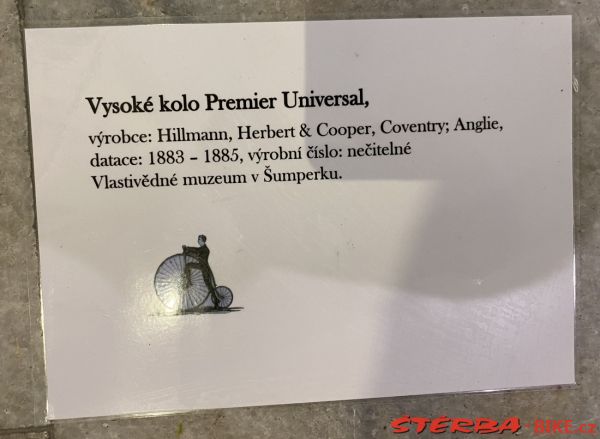 Vysoké kolo Premier Universal,
výrobce: Hillmann, Herbert & Cooper, Coventry; Anglie,
datace: 1883 – 1885, výrobní číslo: nečitelné
Vlastivědné muzeum v Šumperku.
ŠTĚRBA-BIKE.cz